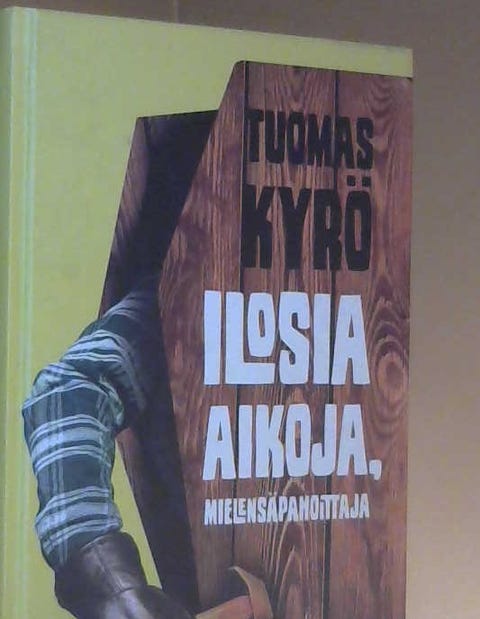 TUOMAS
KYRÖ
ILOSIA
AIKOJA,
MIELENSÄPAHOITTAJA